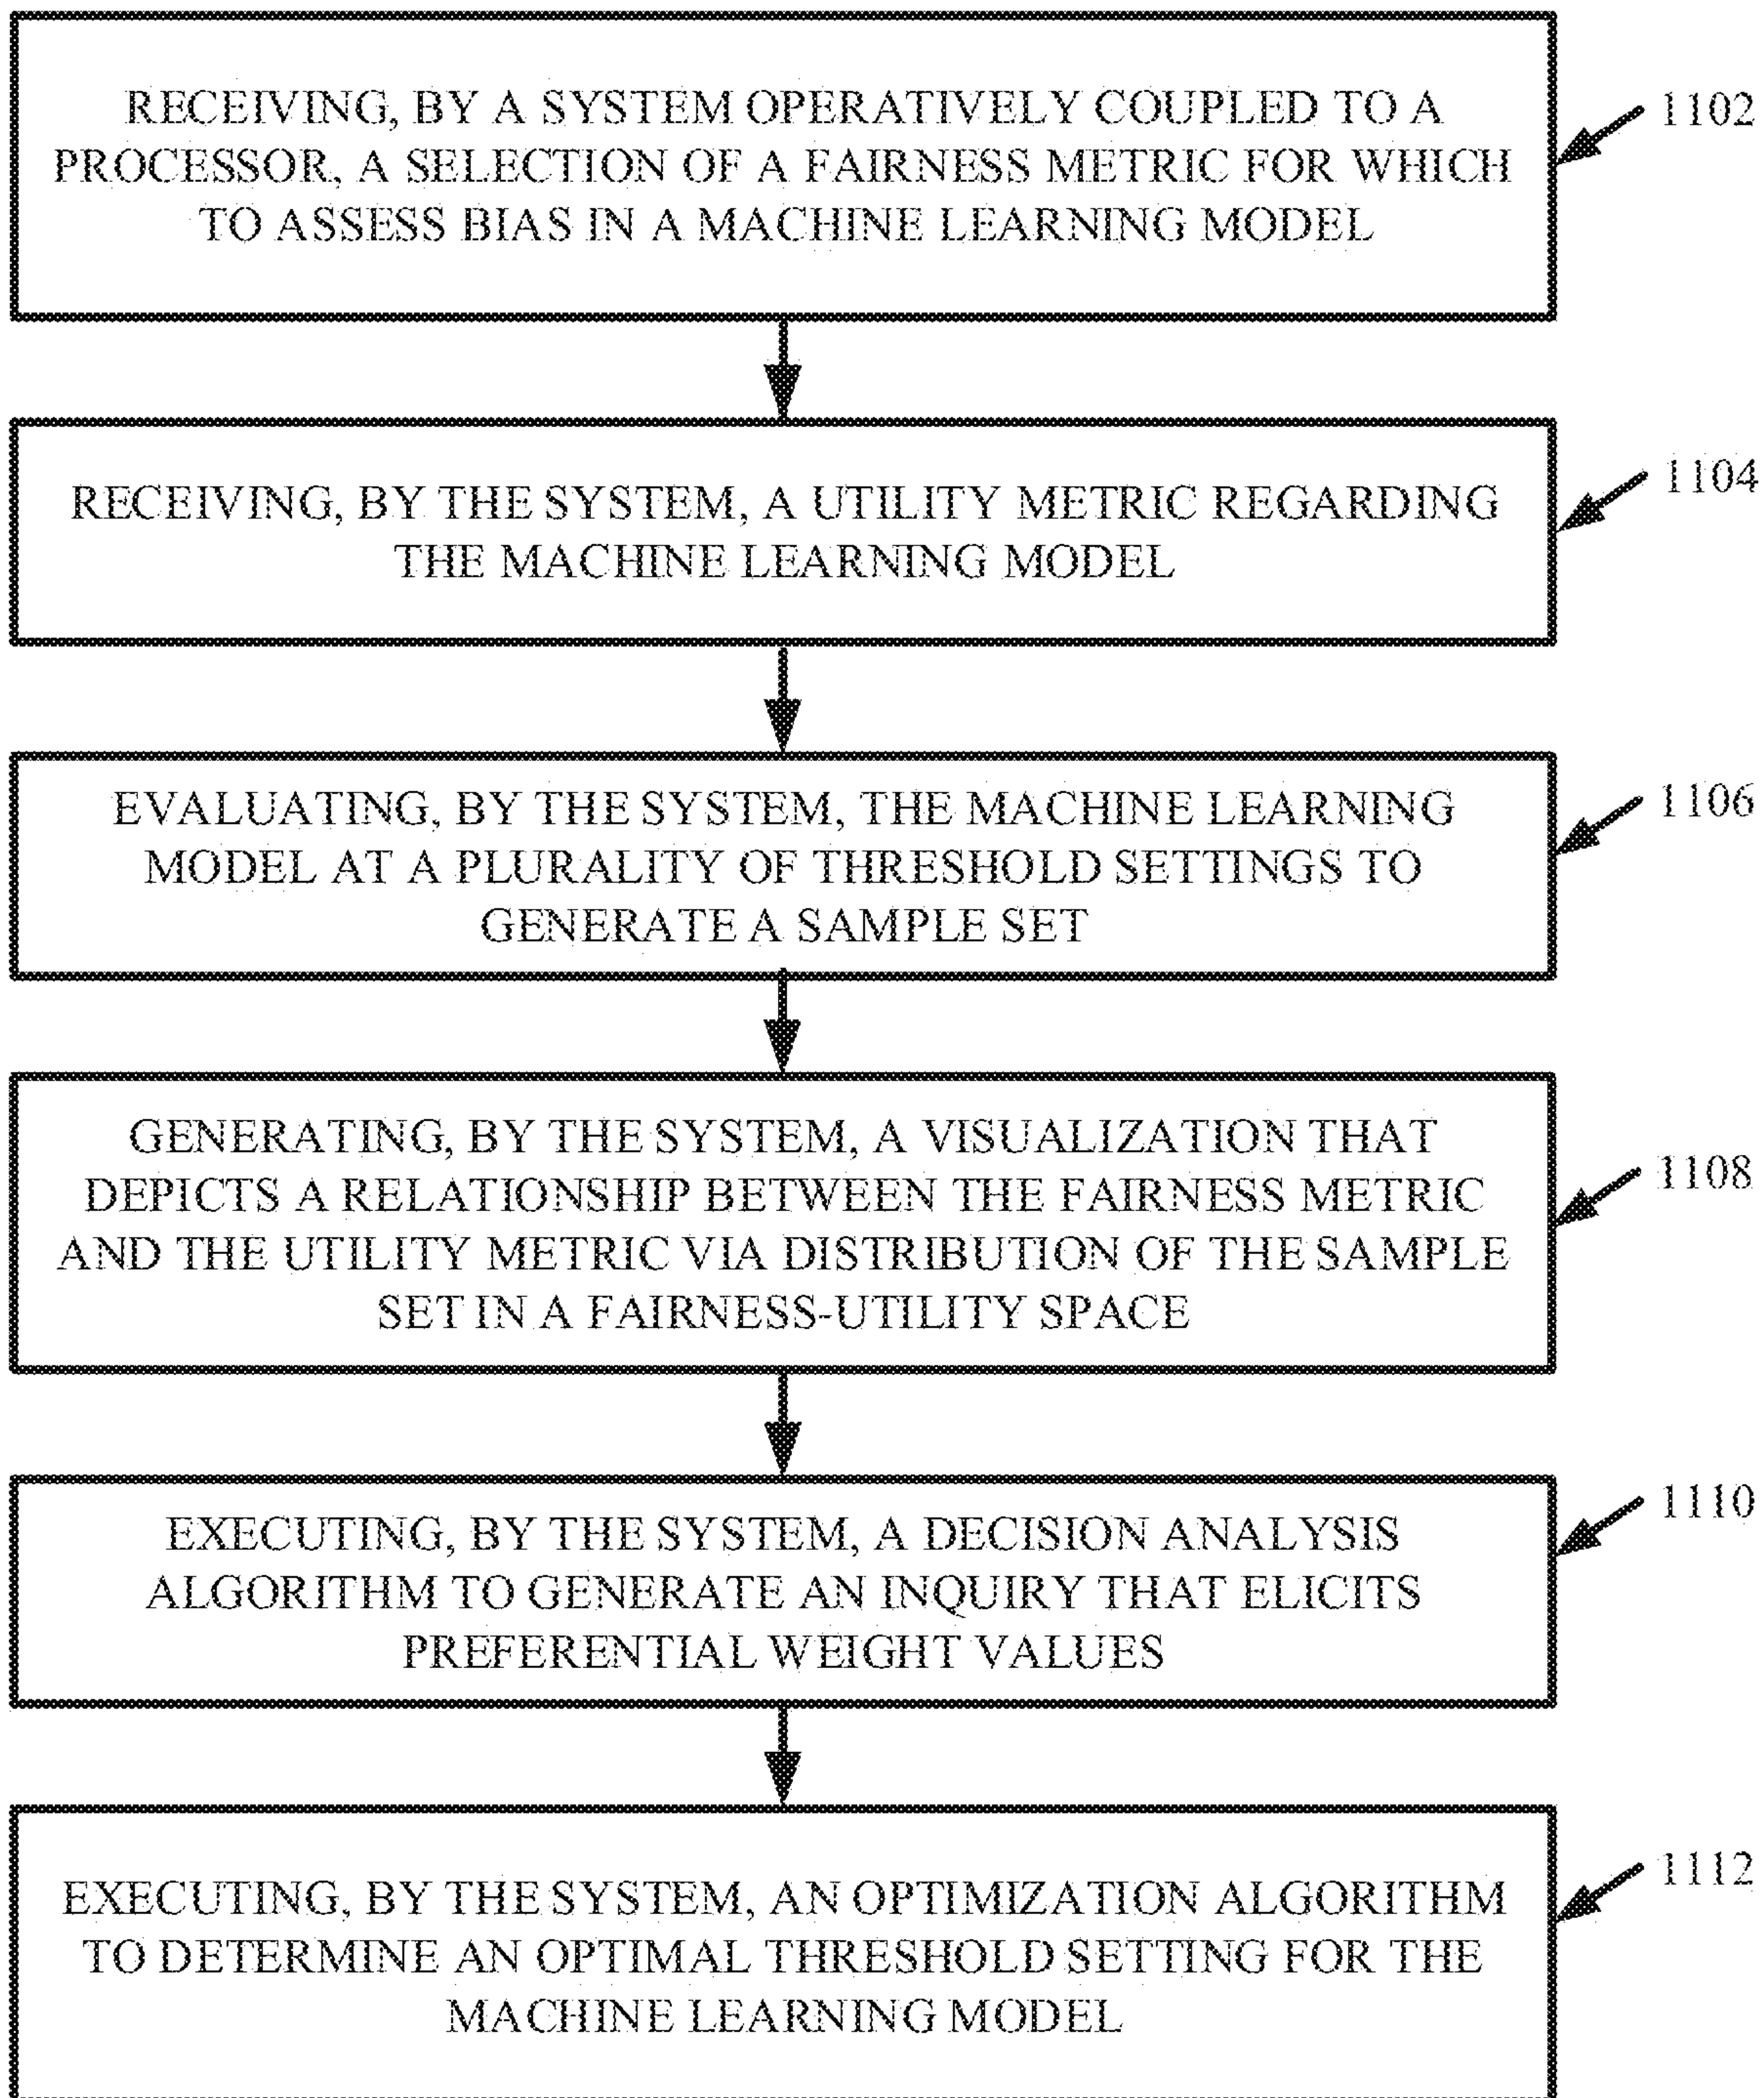 RECEIVING, BY A SYSTEM OPERATIVELY COUPLED TO A
PROCESSOR, A SELECTION OF A FAIRNESS METRIC FOR WHICH
TO ASSESS BIAS IN A MACHINE LEARNING MODEL
1102
RECEIVING, BY THE SYSTEM, A UTILITY METRIC REGARDING
THE MACHINE LEARNING MODEL
1104
EVALUATING, BY THE SYSTEM, THE MACHINE LEARNING
MODEL AT A PLURALITY OF THRESHOLD SETTINGS TO
GENERATE A SAMPLE SET
1106
GENERATING, BY THE SYSTEM, A VISUALIZATION THAT
DEPICTS A RELATIONSHIP BETWEEN THE FAIRNESS METRIC
AND THE UTILITY METRIC VIA DISTRIBUTION OF THE SAMPLE
SET IN A FAIRNESS-UTILITY SPACE
1108
EXECUTING, BY THE SYSTEM, A DECISION ANALYSIS
ALGORITHM TO GENERATE AN INQUIRY THAT ELICITS
PREFERENTIAL WEIGHT VALUES
1110
EXECUTING, BY THE SYSTEM, AN OPTIMIZATION ALGORITHM
TO DETERMINE AN OPTIMAL THRESHOLD SETTING FOR THE
MACHINE LEARNING MODEL
1112